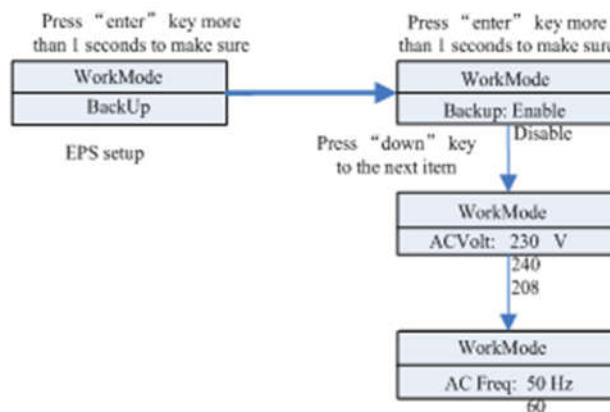 Press “enter” key more
than 1 seconds to make sure
WorkMode
BackUp
EPS setup
Press “enter” key more
than 1 seconds to make sure
WorkMode
Backup: Enable
Disable
Press “down” key
to the next item
WorkMode
ACVolt: 230 V
240
208
WorkMode
AC Freq: 50 Hz
60